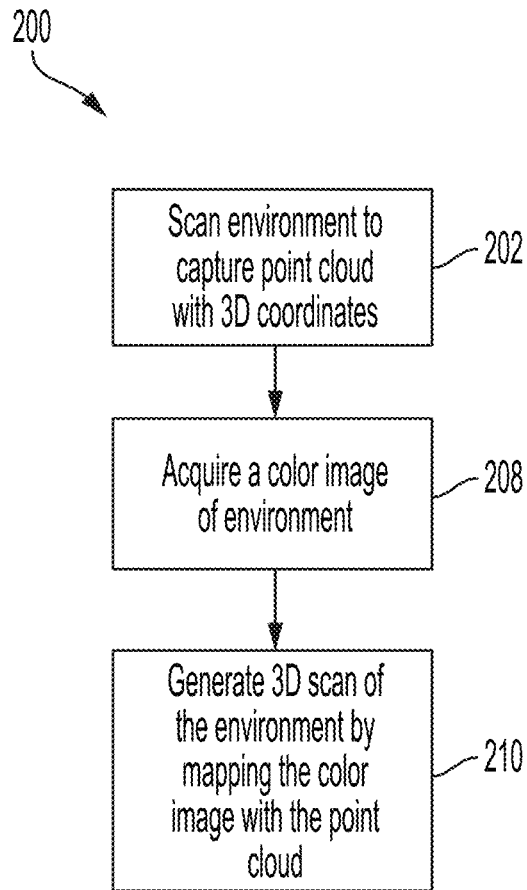 200
Scan environment to
capture point cloud
with 3D coordinates
202
Acquire a color image
of environment
208
Generate 3D scan of
the environment by
mapping the color
image with the point
cloud
210